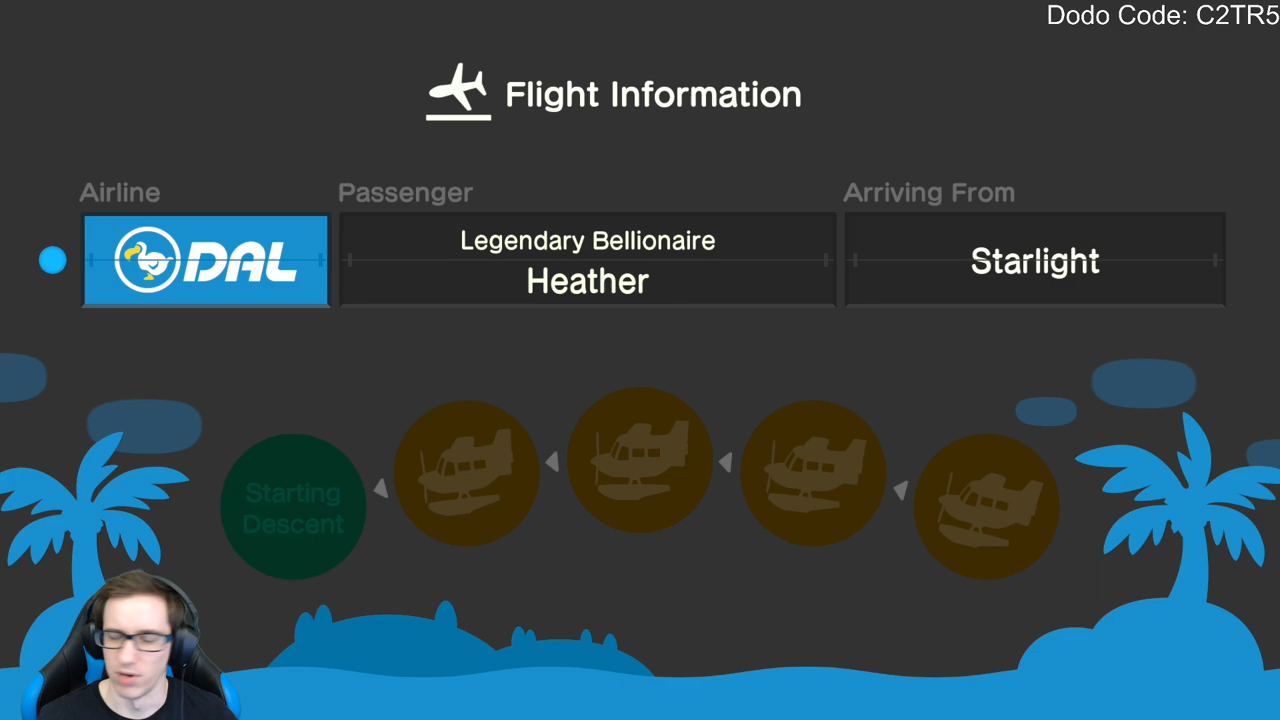 Dodo Code: C2TR5
Flight Information
Airline
Passenger
Arriving From
DAL
Legendary Bellionaire
Heather
Starlight
Starting
Descent